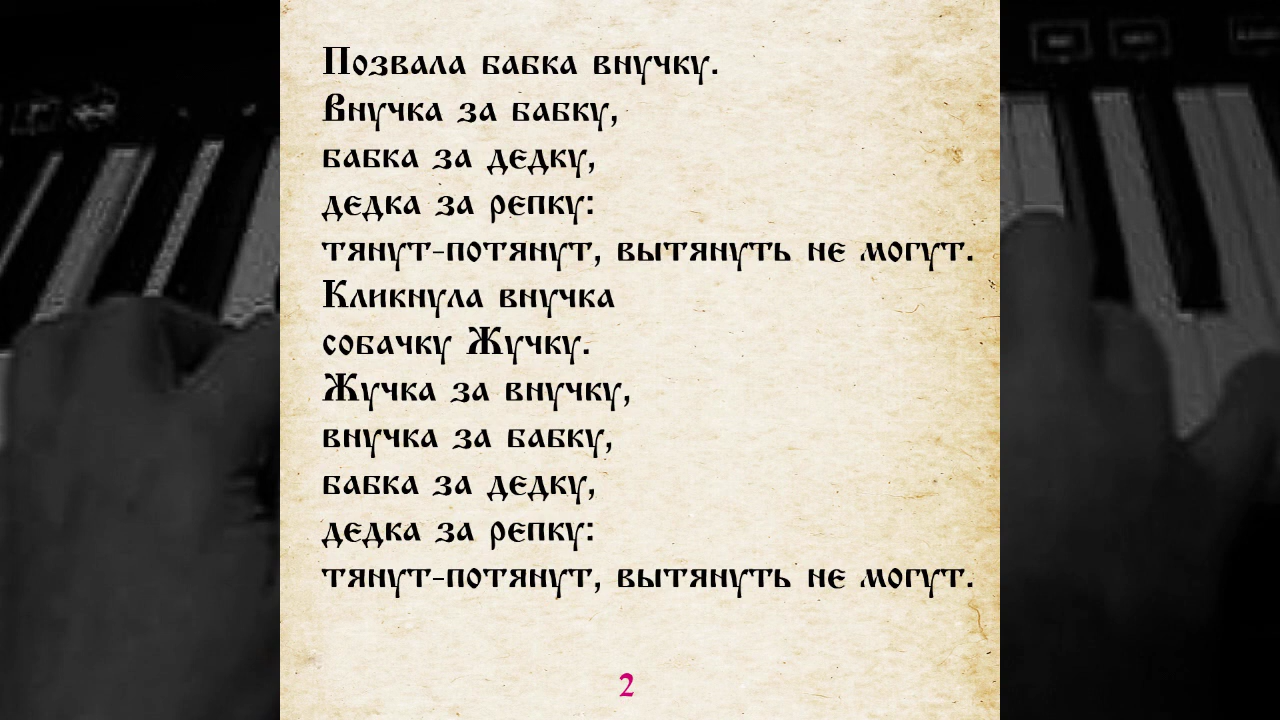 Позвала бабка внучку.
Внучка за бабку,
бабка за дедку,
дедка за репку:
тянут-потянут, вытянуть не могут.
Кликнула внучка
собачку Жучку.
Жучка за внучку,
внучка за бабку,
бабка за дедку,
дедка за репку:
тянут-потянут, вытянуть не могут.
2